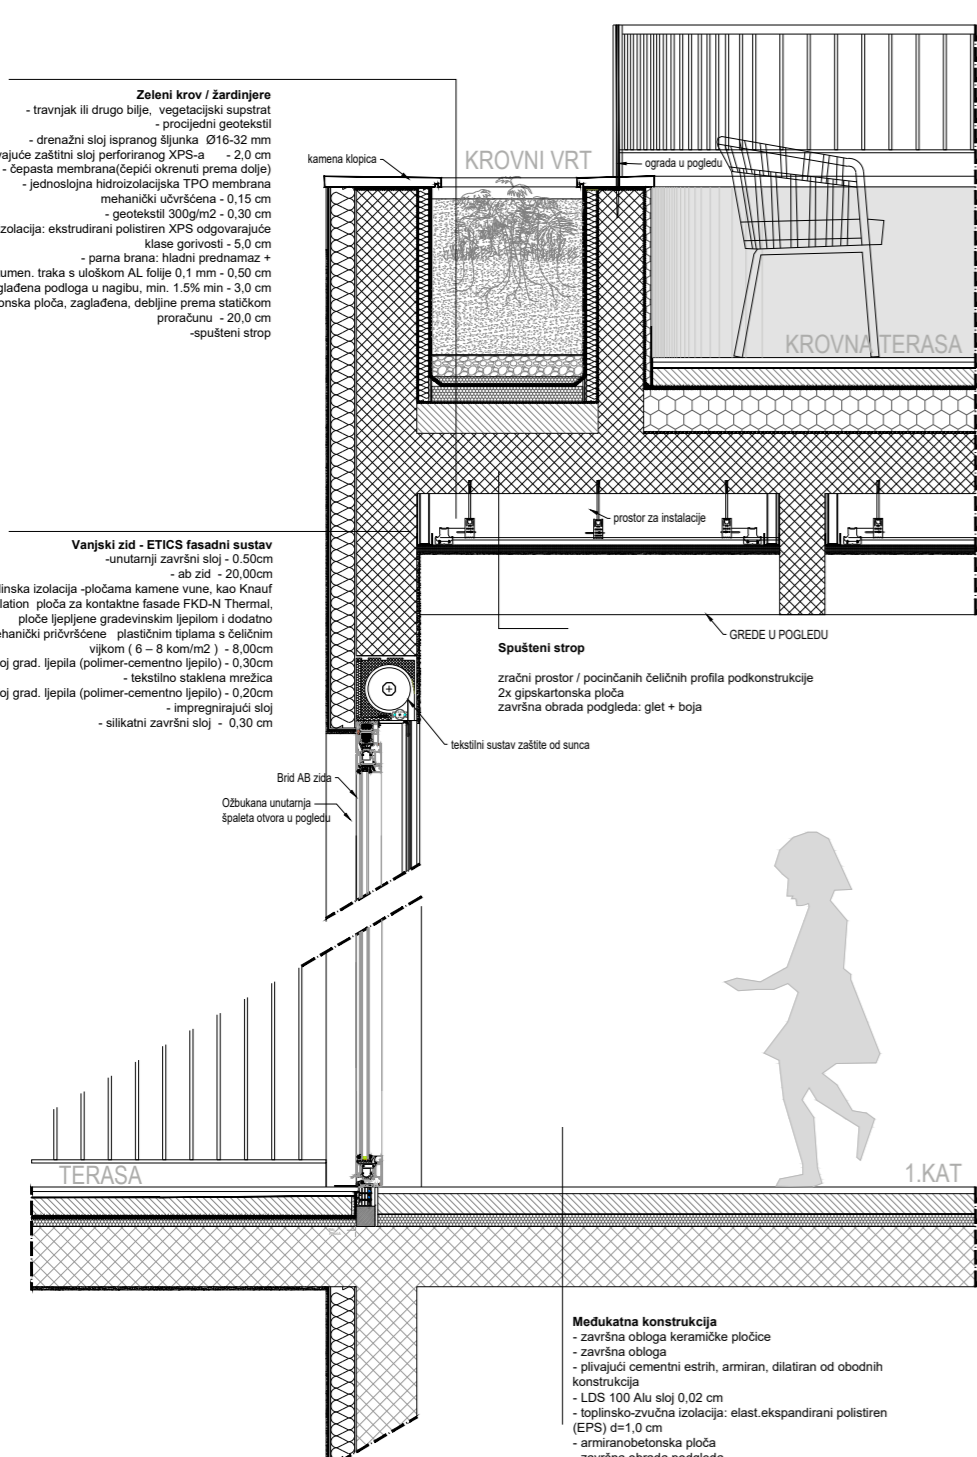 Zeleni krov / žardinjere
- travnjak ili drugo bilje, vegetacijski supstrat
- procijedni geotekstil
- drenažni sloj ispranog šljunka Ø16-32 mm
zaštitni sloj perforiranog XPS-a - 2,0 cm
- čepasta membrana(čepići okrenuti prema dolje)
- jednoslojna hidroizolacijska TPO membrana
mehanički učvršćena - 0,15 cm
- geotekstil 300g/m2 - 0,30 cm
ekstrudirani polistiren XPS odgovarajuće
klase gorivosti - 5,0 cm
- parna brana: hladni prednamaz +
traka s uloškom AL folije 0,1 mm - 0,50 cm
podloga u nagibu, min. 1.5% min - 3,0 cm
ploča, zaglađena, debljine prema statičkom
proračunu - 20,0 cm
-spušteni strop
kamena klopica
KROVNI VRT
ograda u pogledu
KROVNA TERASA
prostor za instalacije
Vanjski zid - ETICS fasadni sustav
-unutarnji završni sloj - 0.50cm
- ab zid - 20,00cm
izolacija -pločama kamene vune, kao Knauf
ploča za kontaktne fasade FKD-N Thermal,
ploče ljepljene gradevinskim ljepilom i dodatno
pričvršćene plastičnim tiplama s čeličnim
vijkom ( 6 – 8 kom/m2 ) - 8,00cm
grad. ljepila (polimer-cementno ljepilo) - 0,30cm
- tekstilno staklena mrežica
grad. ljepila (polimer-cementno ljepilo) - 0,20cm
- impregnirajući sloj
- silikatni završni sloj - 0,30 cm
GREDE U POGLEDU
Spušteni strop
zračni prostor / pocinčanih čeličnih profila podkonstrukcije
2x gipskartonska ploča
završna obrada podgleda: glet + boja
tekstilni sustav zaštite od sunca
Brid AB zida
Ožbukana unutarnja
špaleta otvora u pogledu
TERASA
1.KAT
Međukatna konstrukcija
- završna obloga keramičke pločice
- završna obloga
- plivajući cementni estrih, armiran, dilatiran od obodnih
konstrukcija
- LDS 100 Alu sloj 0,02 cm
- toplinsko-zvučna izolacija: elast.ekspandirani polistiren
(EPS) d=1,0 cm
- armiranobetonska ploča